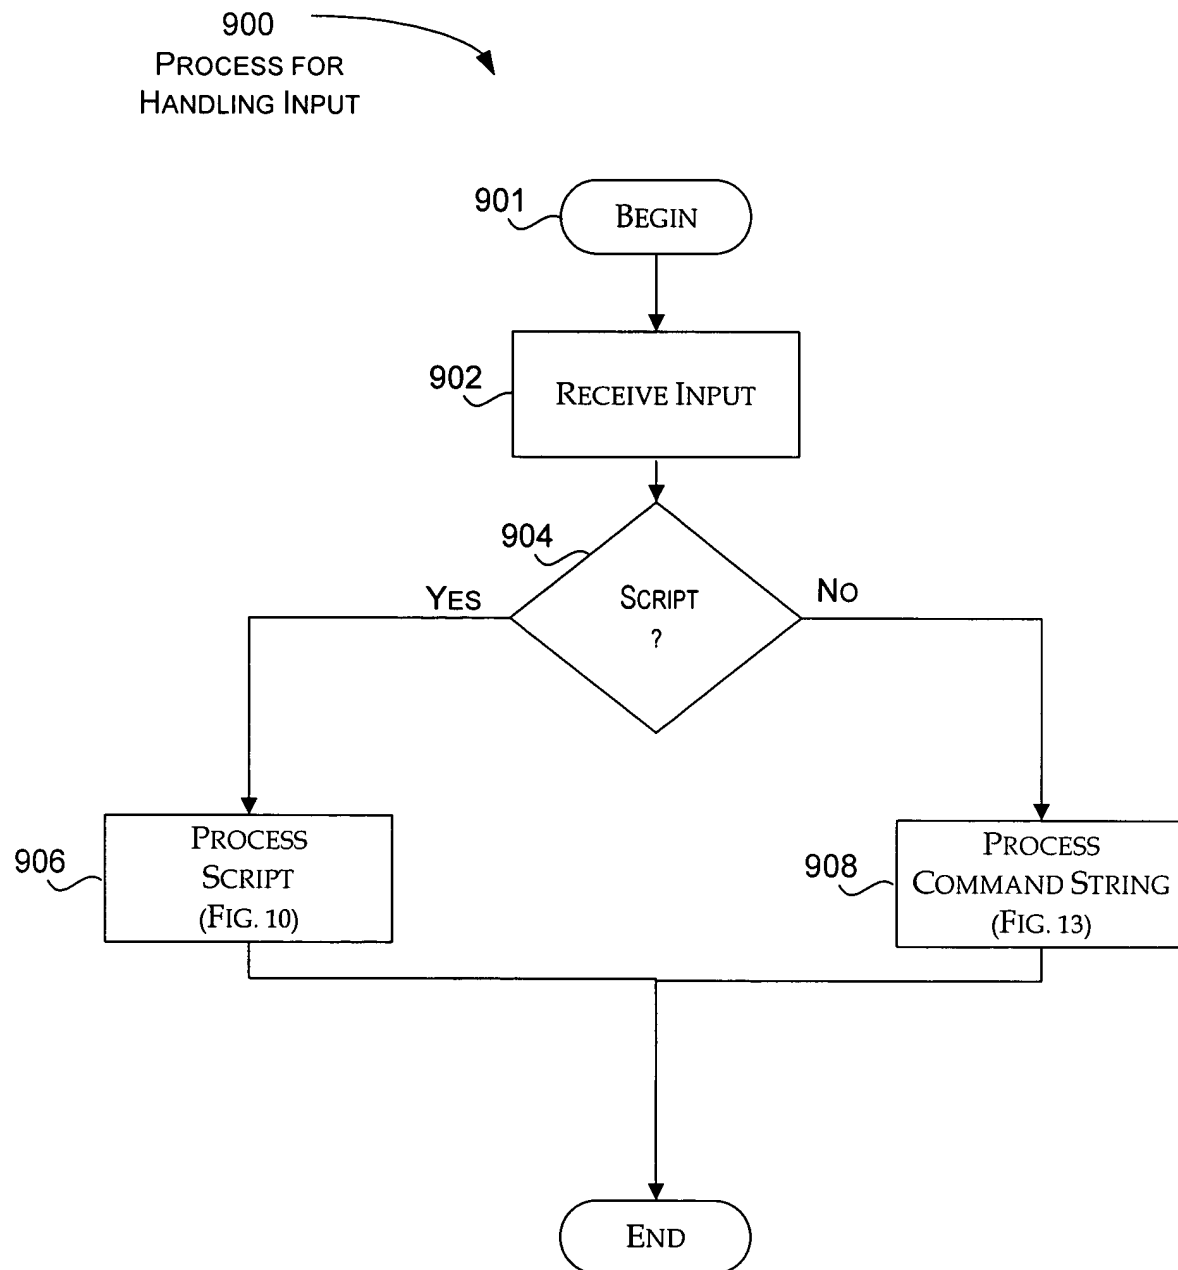 900
PROCESS FOR
HANDLING INPUT
901
BEGIN
902
RECEIVE INPUT
904
YES
SCRIPT
?
NO
906
PROCESS
SCRIPT
(FIG. 10)
908
PROCESS
COMMAND STRING
(FIG. 13)
END